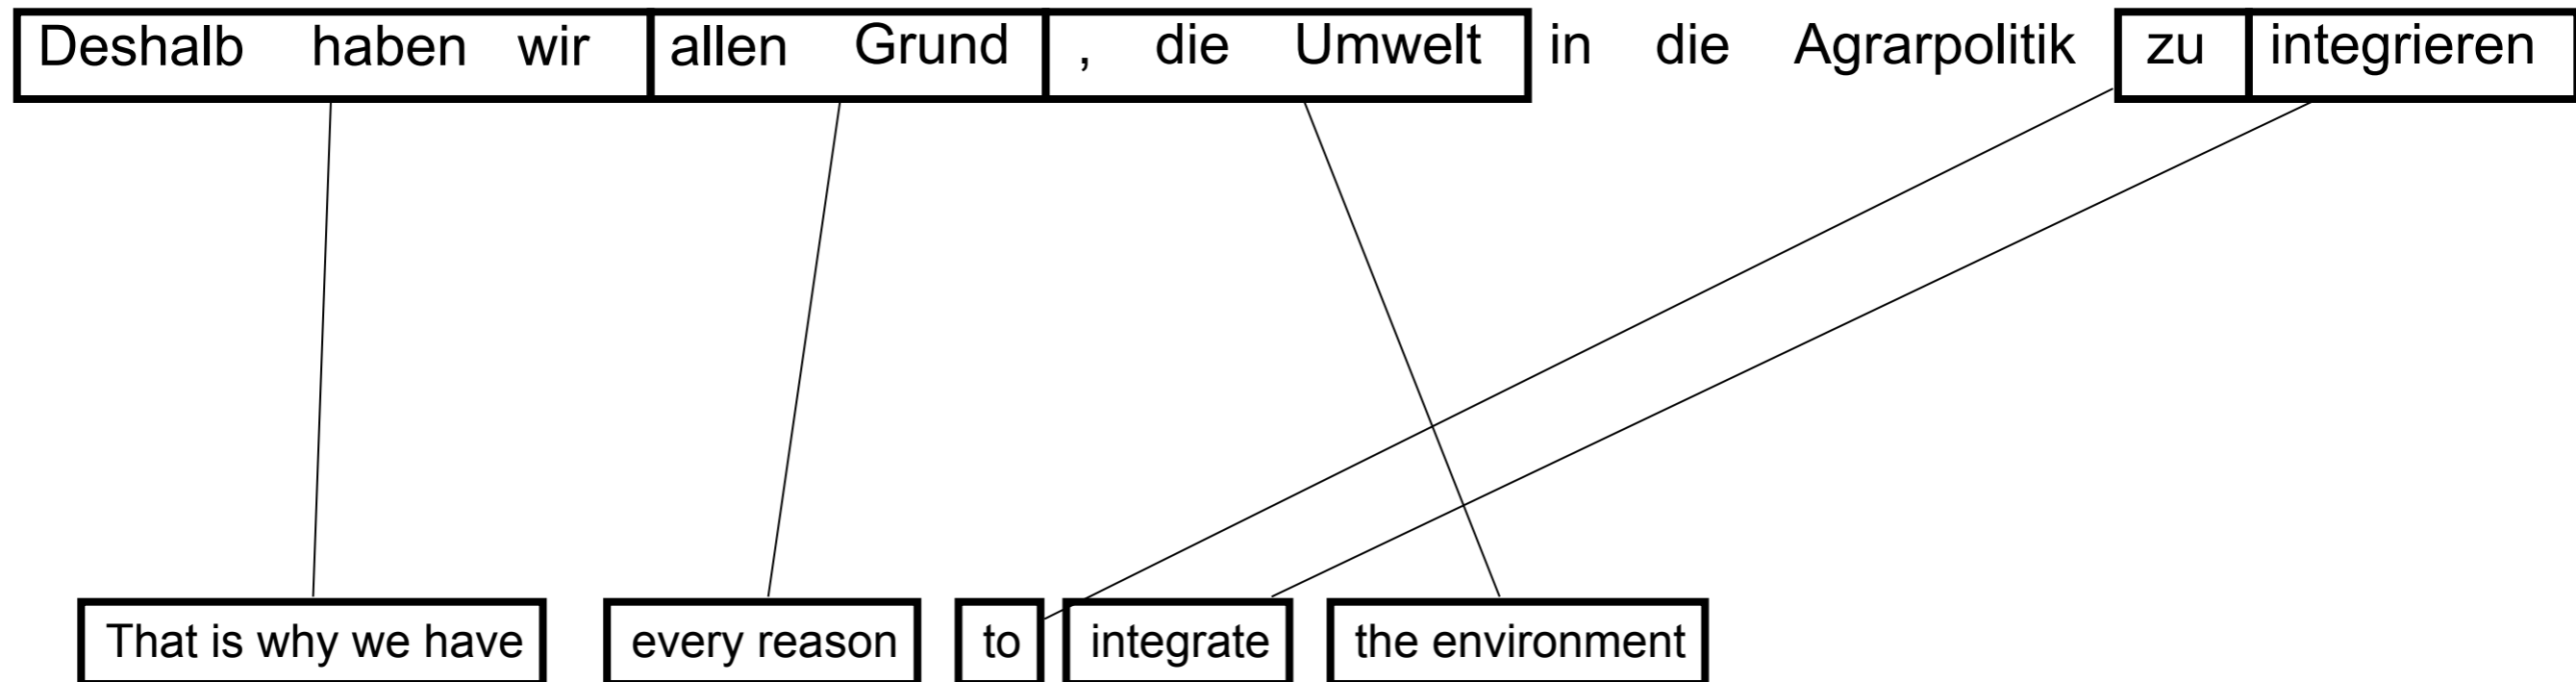 Deshalb haben wir allen Grund , die Umwelt in die Agrarpolitik zu integrieren
That is why we have every reason to integrate the environment